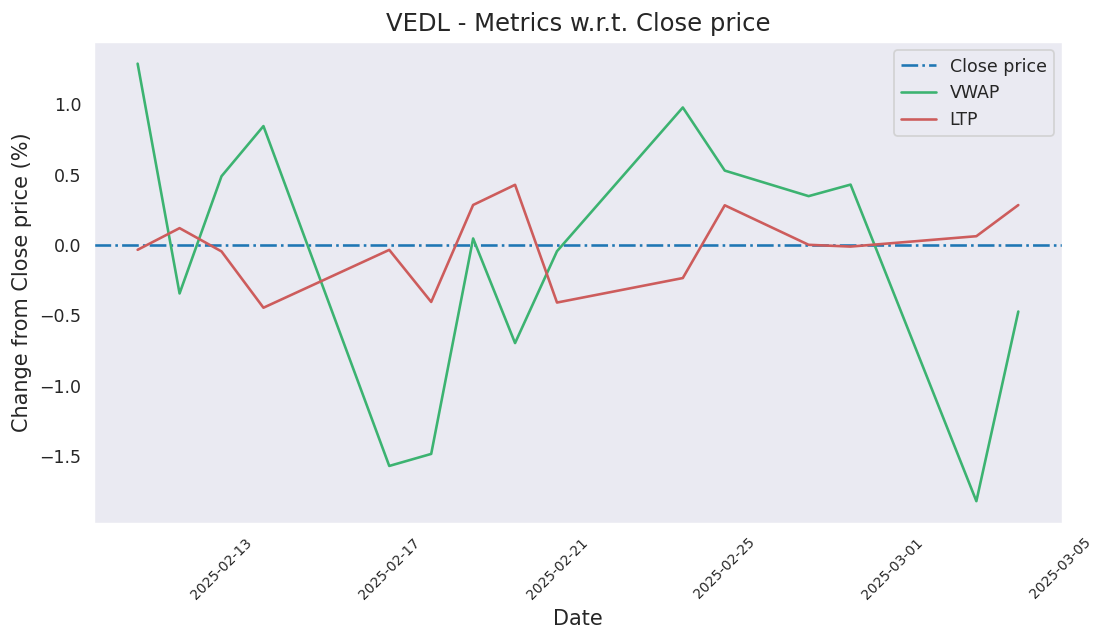 VEDL - Metrics w.r.t. Close price
Change from Close price (%)
1.0
0.5
0.0
−0.5
−1.0
−1.5
Close price
VWAP
LTP
2025-02-13
2025-02-17
2025-02-21
2025-02-25
2025-03-01
2025-03-05
Date